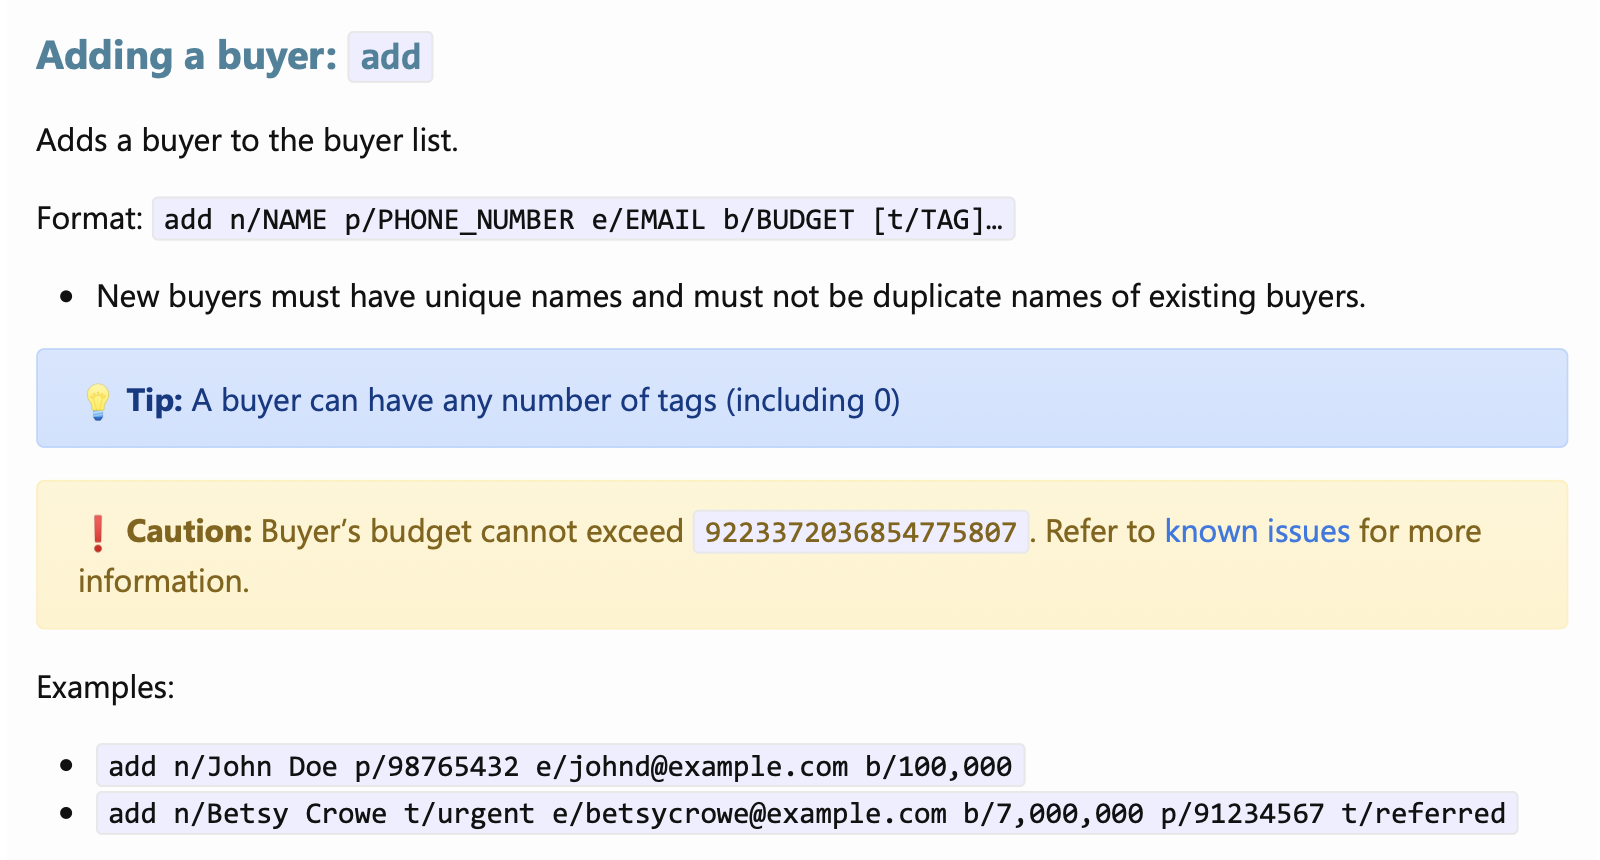 Adding a buyer: add
Adds a buyer to the buyer list.
Format: add n/NAME p/PHONE_NUMBER e/EMAIL b/BUDGET [t/TAG]…
• New buyers must have unique names and must not be duplicate names of existing buyers.
💡 Tip: A buyer can have any number of tags (including 0)
❗ Caution: Buyer’s budget cannot exceed 9223372036854775807. Refer to known issues for more
information.
Examples:
• add n/John Doe p/98765432 e/johnd@example.com b/100,000
• add n/Betsy Crowe t/urgent e/betsycrowe@example.com b/7,000,000 p/91234567 t/referred